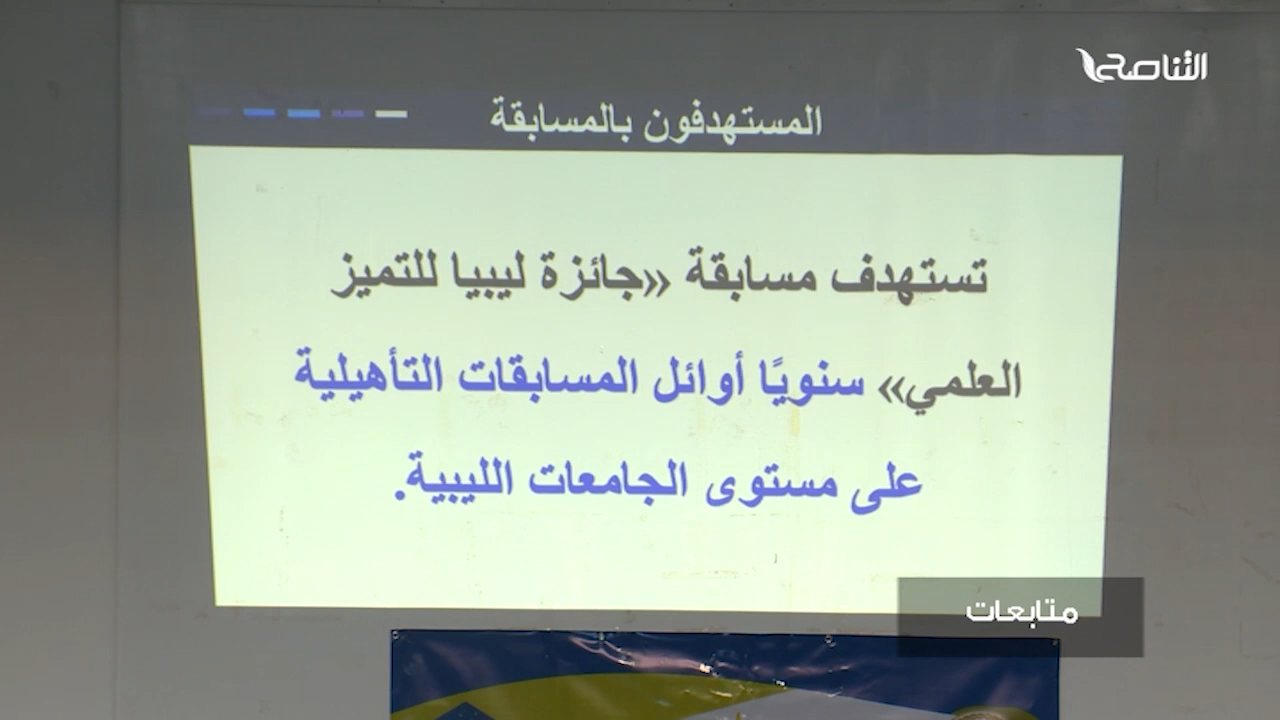 التناصح
المستهدفون بالمسابقة
تستهدف مسابقة «جائزة ليبيا للتميز
العلمي» سنويًا أوائل المسابقات التأهيلية
على مستوى الجامعات الليبية.
متابعات